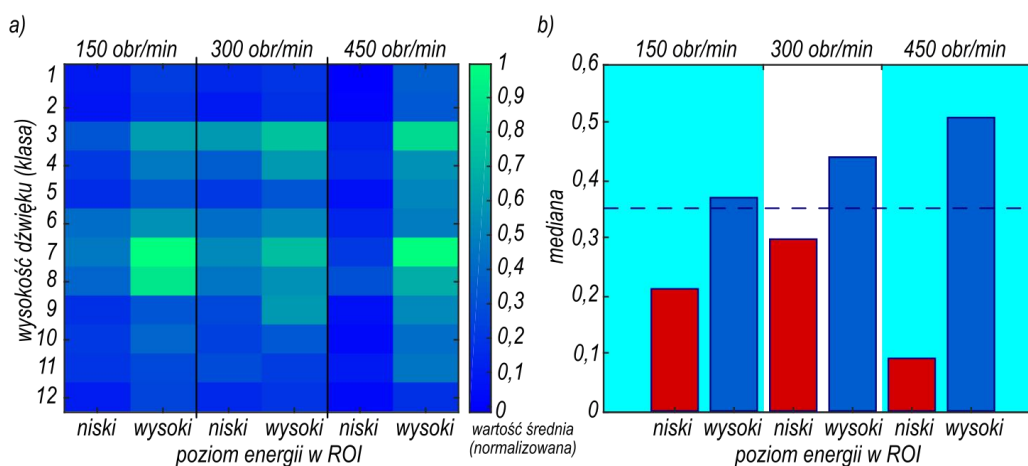 a)
150 obr/min 300 obr/min 450 obr/min
wysokość dźwięku (klasa)
1
2
3
4
5
6
7
8
9
10
11
12
niski wysoki niski wysoki niski wysoki
poziom energii w ROI
1
0,9
0,8
0,7
0,6
0,5
0,4
0,3
0,2
0,1
0
wartość średnia
(normalizowana)
b)
150 obr/min 300 obr/min 450 obr/min
mediana
0,6
0,5
0,4
0,3
0,2
0,1
0
niski wysoki niski wysoki niski wysoki
poziom energii w ROI